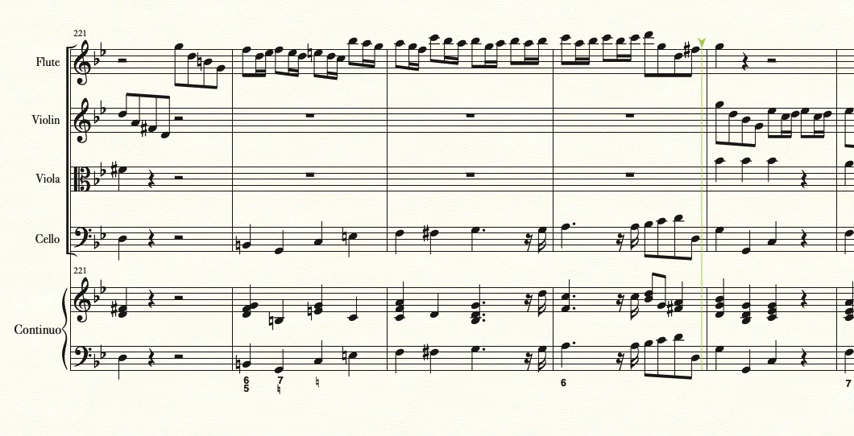 221
Flute
Violin
Viola
Cello
221
Continuo
6 7 ♮ 6 7
5 ♮